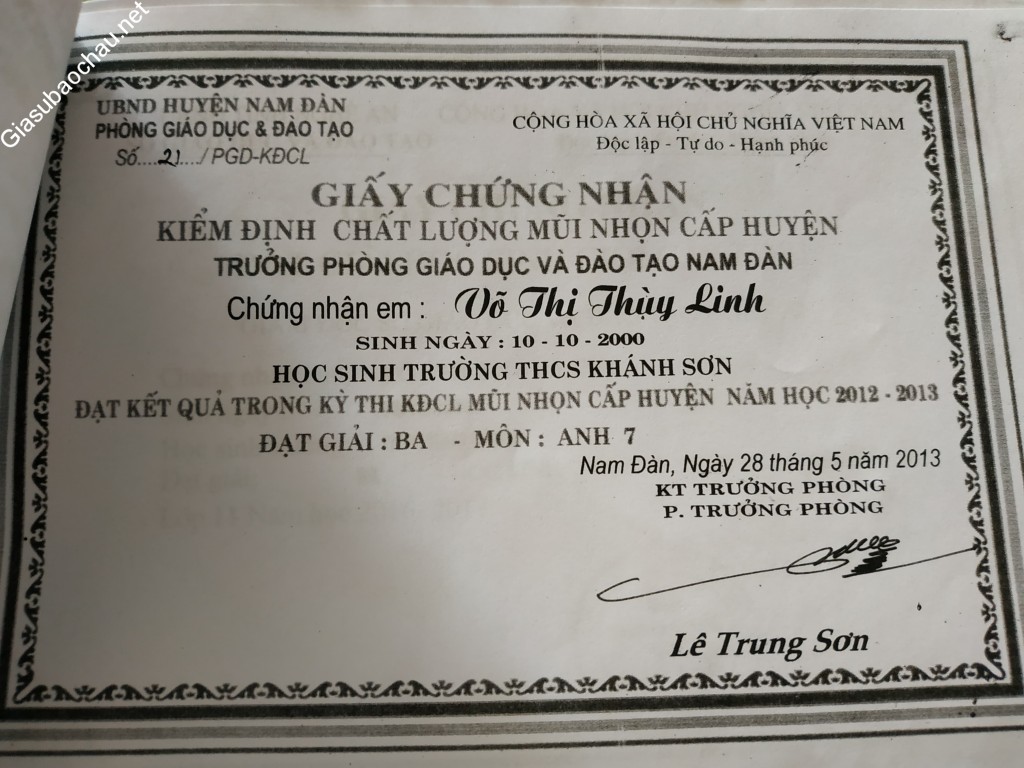 Giasubaochau.net
UBND HUYỆN NAM ĐÀN
PHÒNG GIÁO DỤC & ĐÀO TẠO
Số....21.../PGD-KĐCL
CỘNG HÒA XÃ HỘI CHỦ NGHĨA VIỆT NAM
Độc lập - Tự do - Hạnh phúc
GIẤY CHỨNG NHẬN
KIỂM ĐỊNH CHẤT LƯỢNG MŨI NHỌN CẤP HUYỆN
TRƯỞNG PHÒNG GIÁO DỤC VÀ ĐÀO TẠO NAM ĐÀN
Chứng nhận em : Võ Thị Thùy Linh
SINH NGÀY : 10 - 10 - 2000
HỌC SINH TRƯỜNG THCS KHÁNH SƠN
ĐẠT KẾT QUẢ TRONG KỲ THI KĐCL MŨI NHỌN CẤP HUYỆN NĂM HỌC 2012 - 2013
ĐẠT GIẢI : BA - MÔN : ANH 7
Nam Đàn, Ngày 28 tháng 5 năm 2013
KT TRƯỞNG PHÒNG
P. TRƯỞNG PHÒNG
Lê Trung Sơn